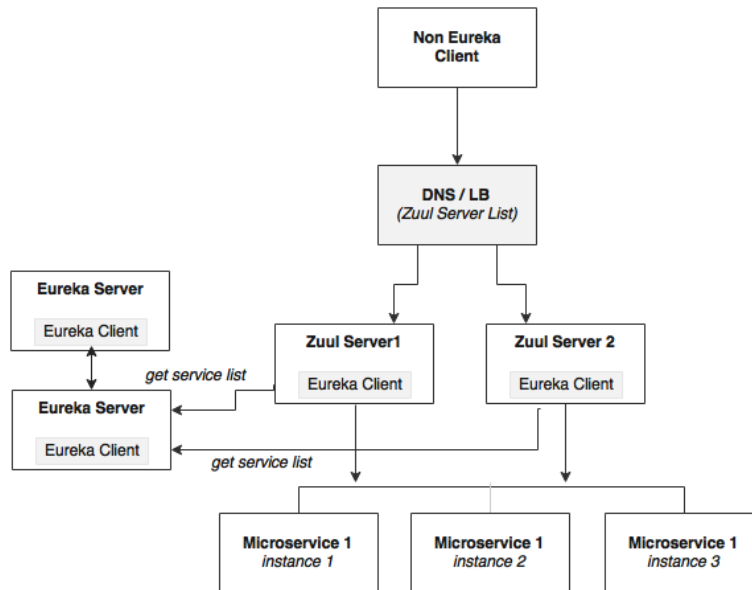 Non Eureka
Client
DNS / LB
(Zuul Server List)
Eureka Server
Eureka Client
Zuul Server1
Eureka Client
Zuul Server 2
Eureka Client
get service list
Eureka Server
Eureka Client
get service list
Microservice 1
instance 1
Microservice 1
instance 2
Microservice 1
instance 3